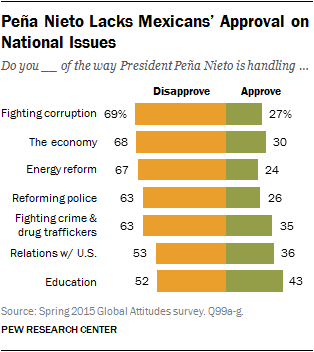 Peña Nieto Lacks Mexicans' Approval on
National Issues
Do you __ of the way President Peña Nieto is handling ...
Disapprove Approve
Fighting corruption 69% 27%
The economy 68 30
Energy reform 67 24
Reforming police 63 26
Fighting crime &
drug traffickers 63 35
Relations w/ U.S. 53 36
Education 52 43
Source: Spring 2015 Global Attitudes survey. Q99a-g.
PEW RESEARCH CENTER